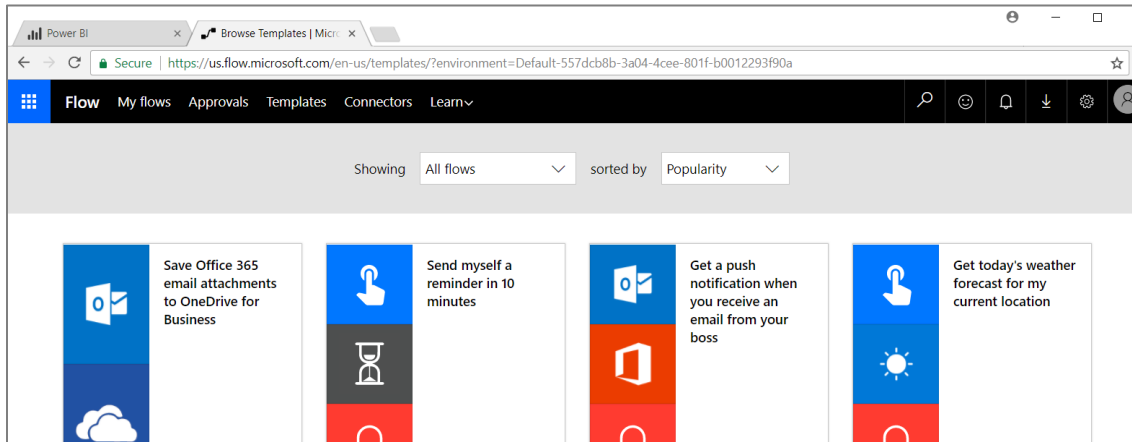 Power BI
Browse Templates | Micr
Secure | https://us.flow.microsoft.com/en-us/templates/?environment=Default-557dcb8b-3a04-4cee-801f-b0012293f90a
Flow My flows Approvals Templates Connectors Learn
Showing All flows sorted by Popularity
Save Office 365
email attachments
to OneDrive for
Business
Send myself a
reminder in 10
minutes
Get a push
notification when
you receive an
email from your
boss
Get today's weather
forecast for my
current location